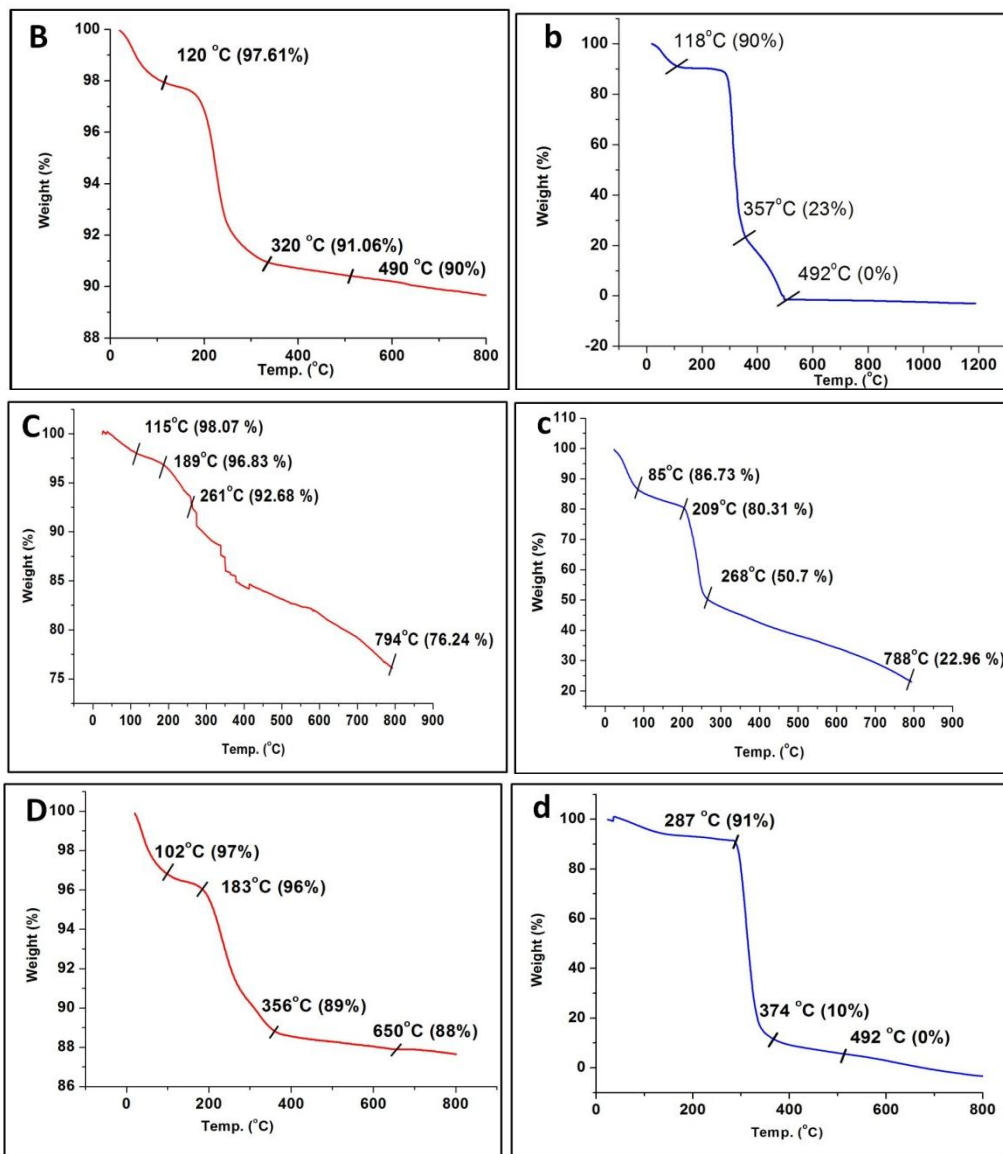 B
120 °C (97.61%)
320 °C (91.06%)
490 °C (90%)
Weight (%)
100
98
96
94
92
90
88
0 200 400 600 800
Temp. (°C)
b
118°C (90%)
357°C (23%)
492°C (0%)
Weight (%)
100
80
60
40
20
0
-20
0 200 400 600 800 1000 1200
Temp. (°C)
C
115°C (98.07 %)
189°C (96.83 %)
261°C (92.68 %)
794°C (76.24 %)
Weight (%)
100
95
90
85
80
75
0 100 200 300 400 500 600 700 800 900
Temp. (°C)
c
85°C (86.73 %)
209°C (80.31 %)
268°C (50.7 %)
788°C (22.96 %)
Weight (%)
110
100
90
80
70
60
50
40
30
20
0 100 200 300 400 500 600 700 800 900
Temp. (°C)
D
102°C (97%)
183°C (96%)
356°C (89%)
650°C (88%)
Weight (%)
100
98
96
94
92
90
88
86
0 200 400 600 800
Temp. (°C)
d
287 °C (91%)
374 °C (10%)
492 °C (0%)
Weight (%)
100
80
60
40
20
0
0 200 400 600 800
Temp. (°C)